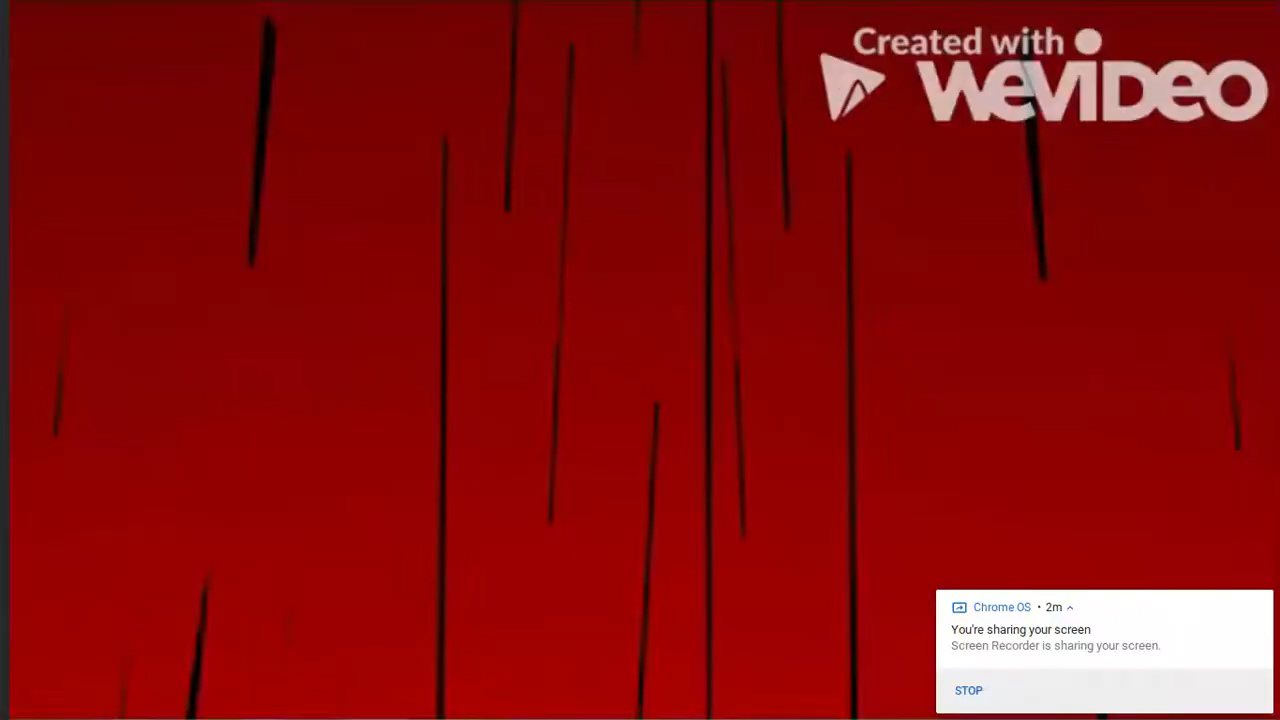 Created with
WEVIDEO
Chrome OS • 2m
You're sharing your screen
Screen Recorder is sharing your screen.
STOP